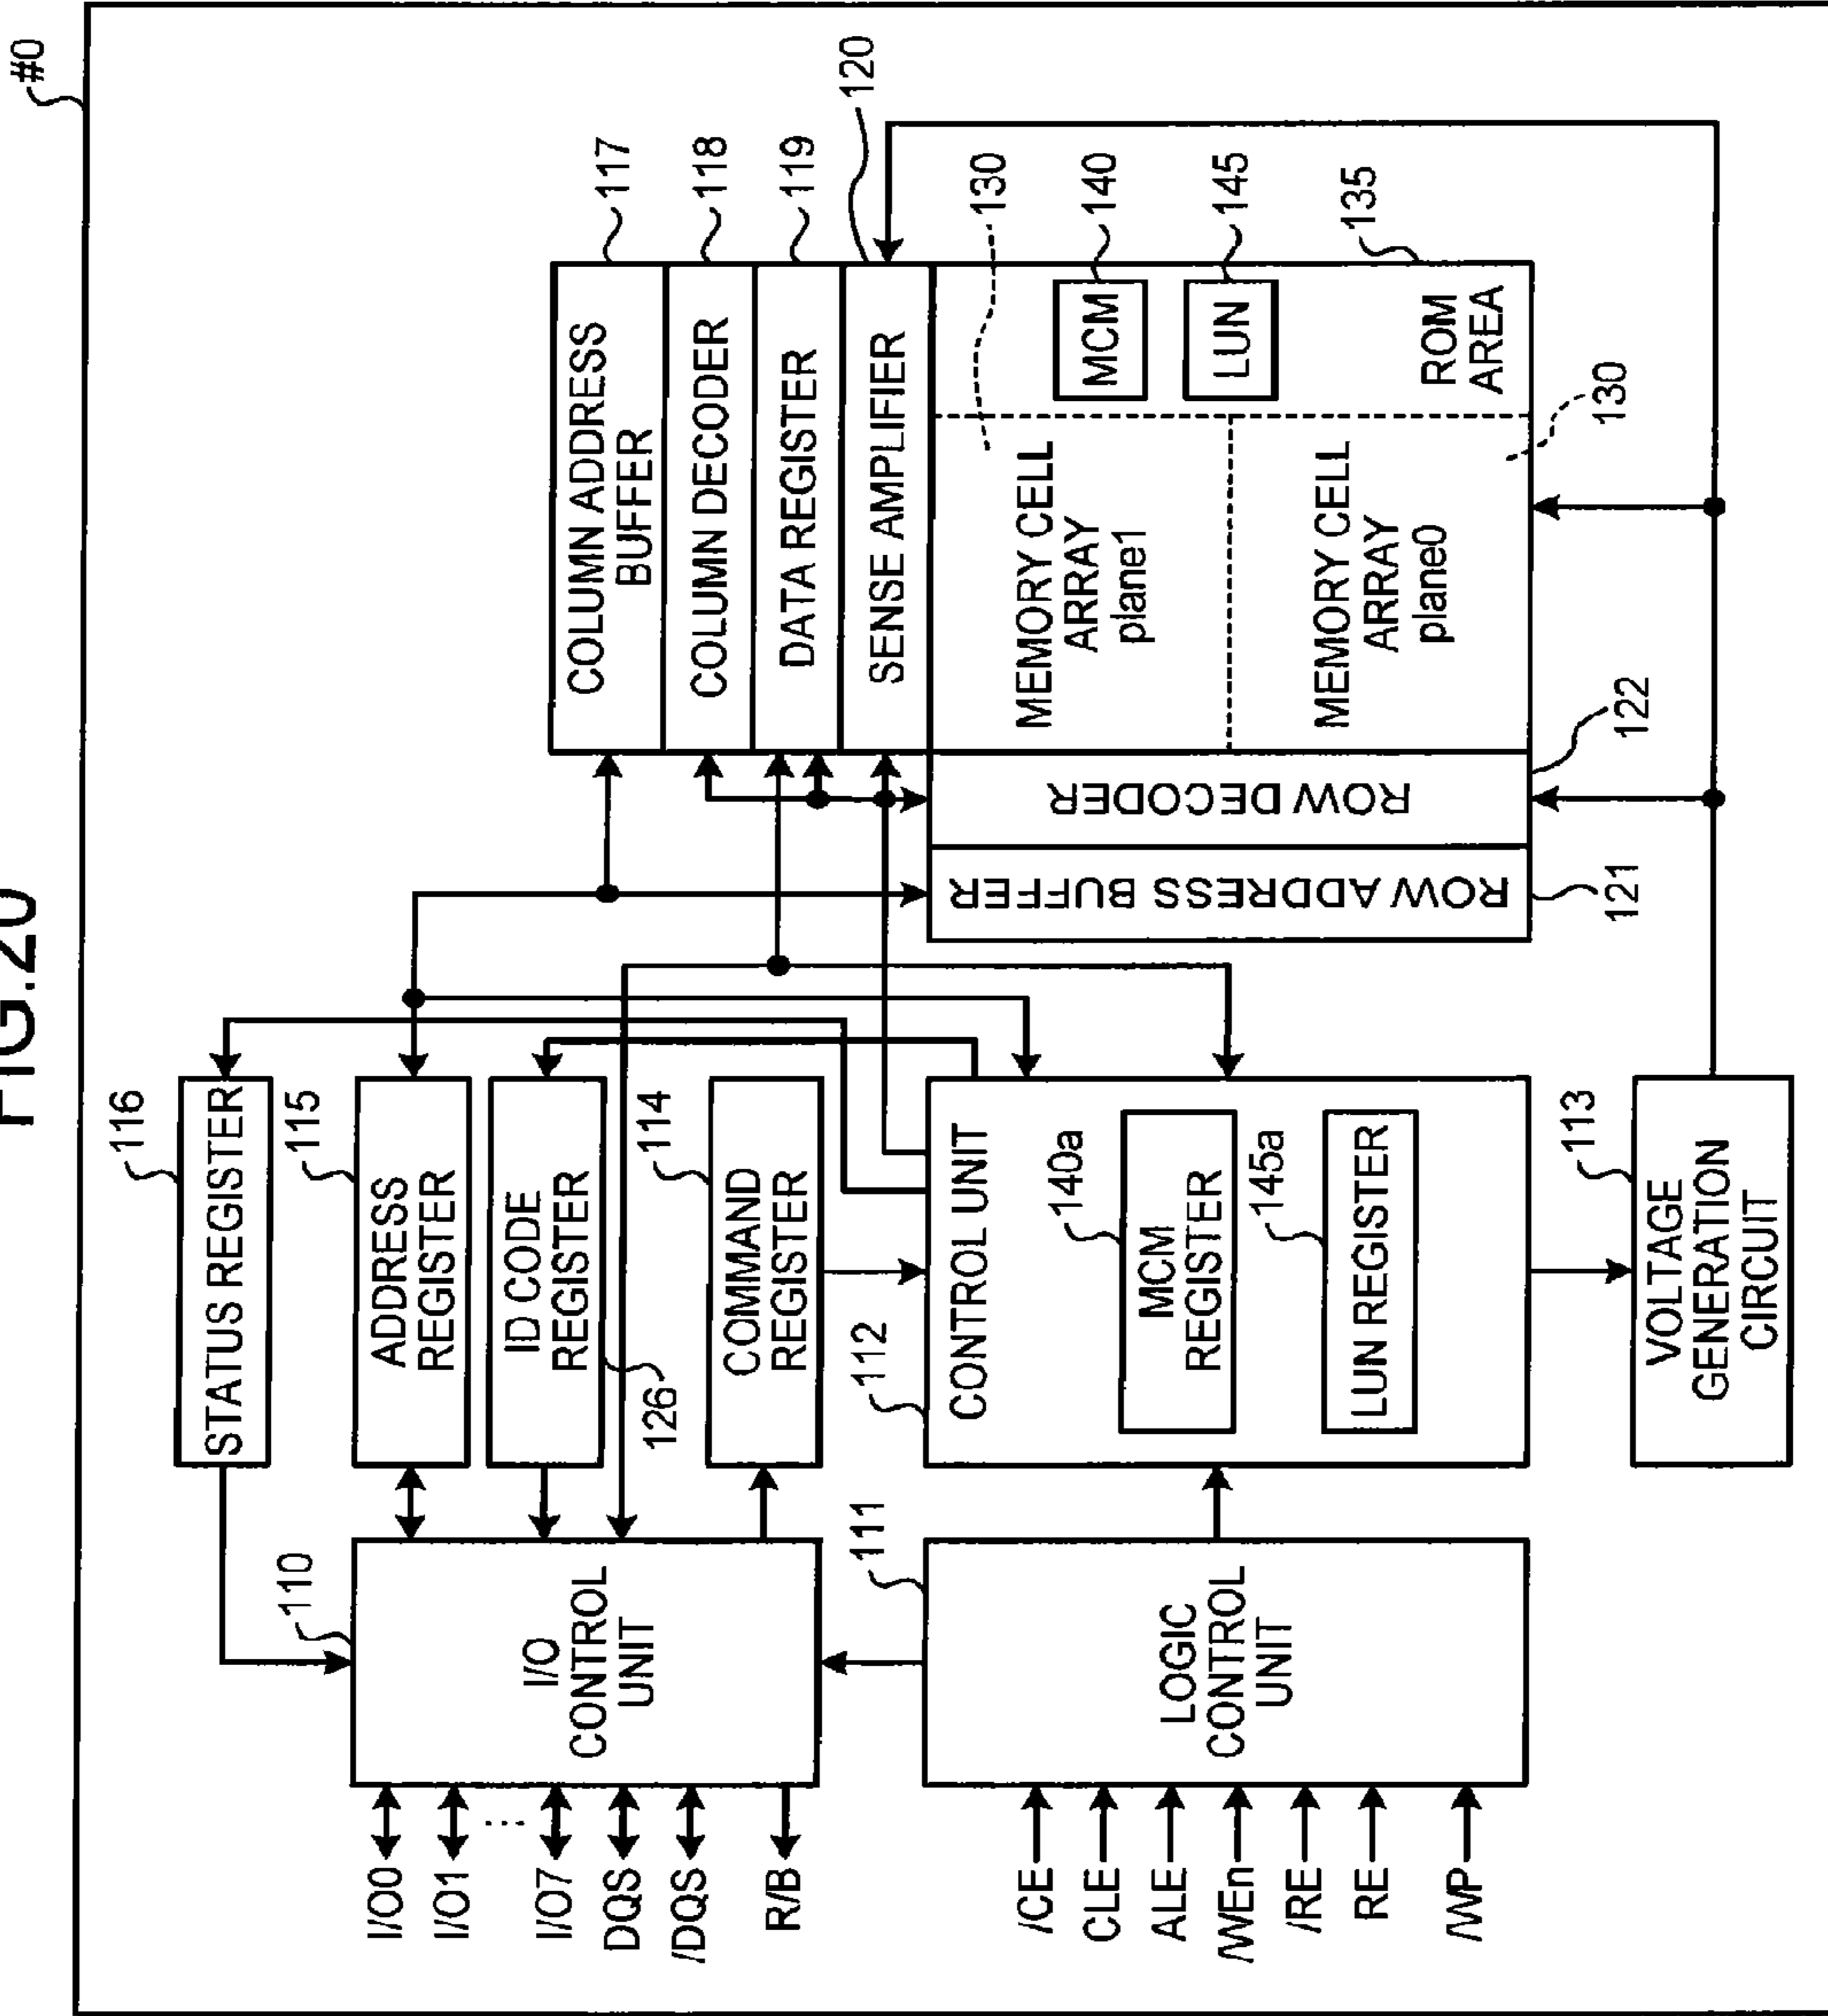 FIG.20
#0
116
STATUS REGISTER
115
ADDRESS
REGISTER
ID CODE
REGISTER
126
114
COMMAND
REGISTER
110
I/O
CONTROL
UNIT
I/O0
I/O1
⋮
I/O7
DQS
/DQS
R/B
111
LOGIC
CONTROL
UNIT
/CE
CLE
ALE
/WEn
/RE
RE
/WP
112
CONTROL UNIT
140a
MCM
REGISTER
145a
LUN REGISTER
113
VOLTAGE
GENERATION
CIRCUIT
COLUMN ADDRESS
BUFFER
117
COLUMN DECODER
118
DATA REGISTER
119
SENSE AMPLIFIER
120
ROW ADDRESS BUFFER
121
ROW DECODER
122
MEMORY CELL
ARRAY
plane1
130
MEMORY CELL
ARRAY
plane0
130
MCM
140
LUN
145
ROM
AREA
135